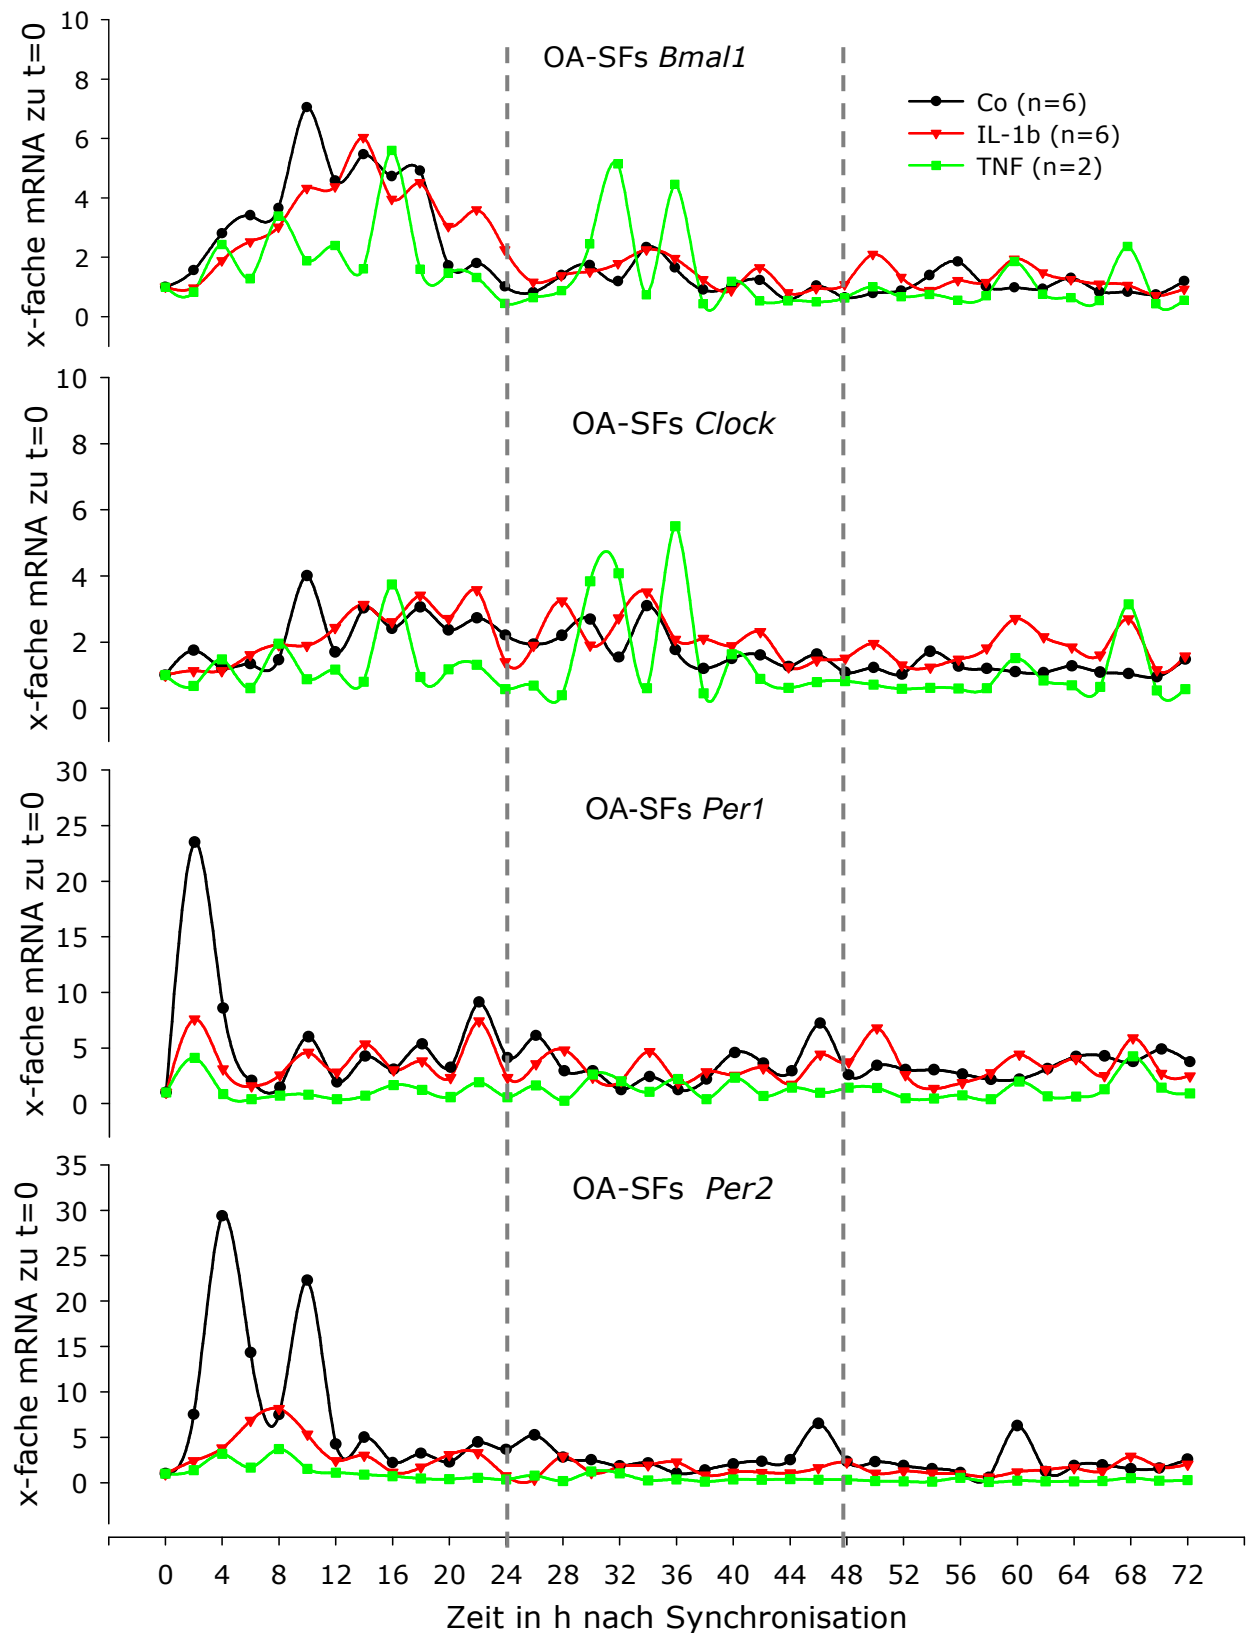 OA-SFs Bmal1
Co (n=6)
IL-1b (n=6)
TNF (n=2)
x-fache mRNA zu t=0
10
8
6
4
2
0
OA-SFs Clock
x-fache mRNA zu t=0
10
8
6
4
2
0
OA-SFs Per1
x-fache mRNA zu t=0
30
25
20
15
10
5
0
OA-SFs Per2
x-fache mRNA zu t=0
35
30
25
20
15
10
5
0
0 4 8 12 16 20 24 28 32 36 40 44 48 52 56 60 64 68 72
Zeit in h nach Synchronisation